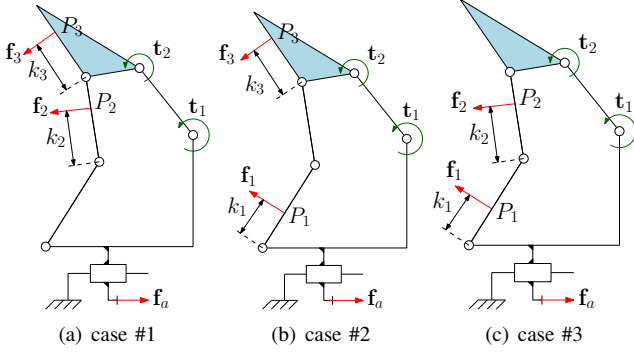 P3
t2
f3
k3
f2
P2
t1
k2
fa
(a) case #1
P3
t2
f3
k3
t1
f1
k1
P1
fa
(b) case #2
t2
f2
P2
t1
k2
f1
k1
P1
fa
(c) case #3